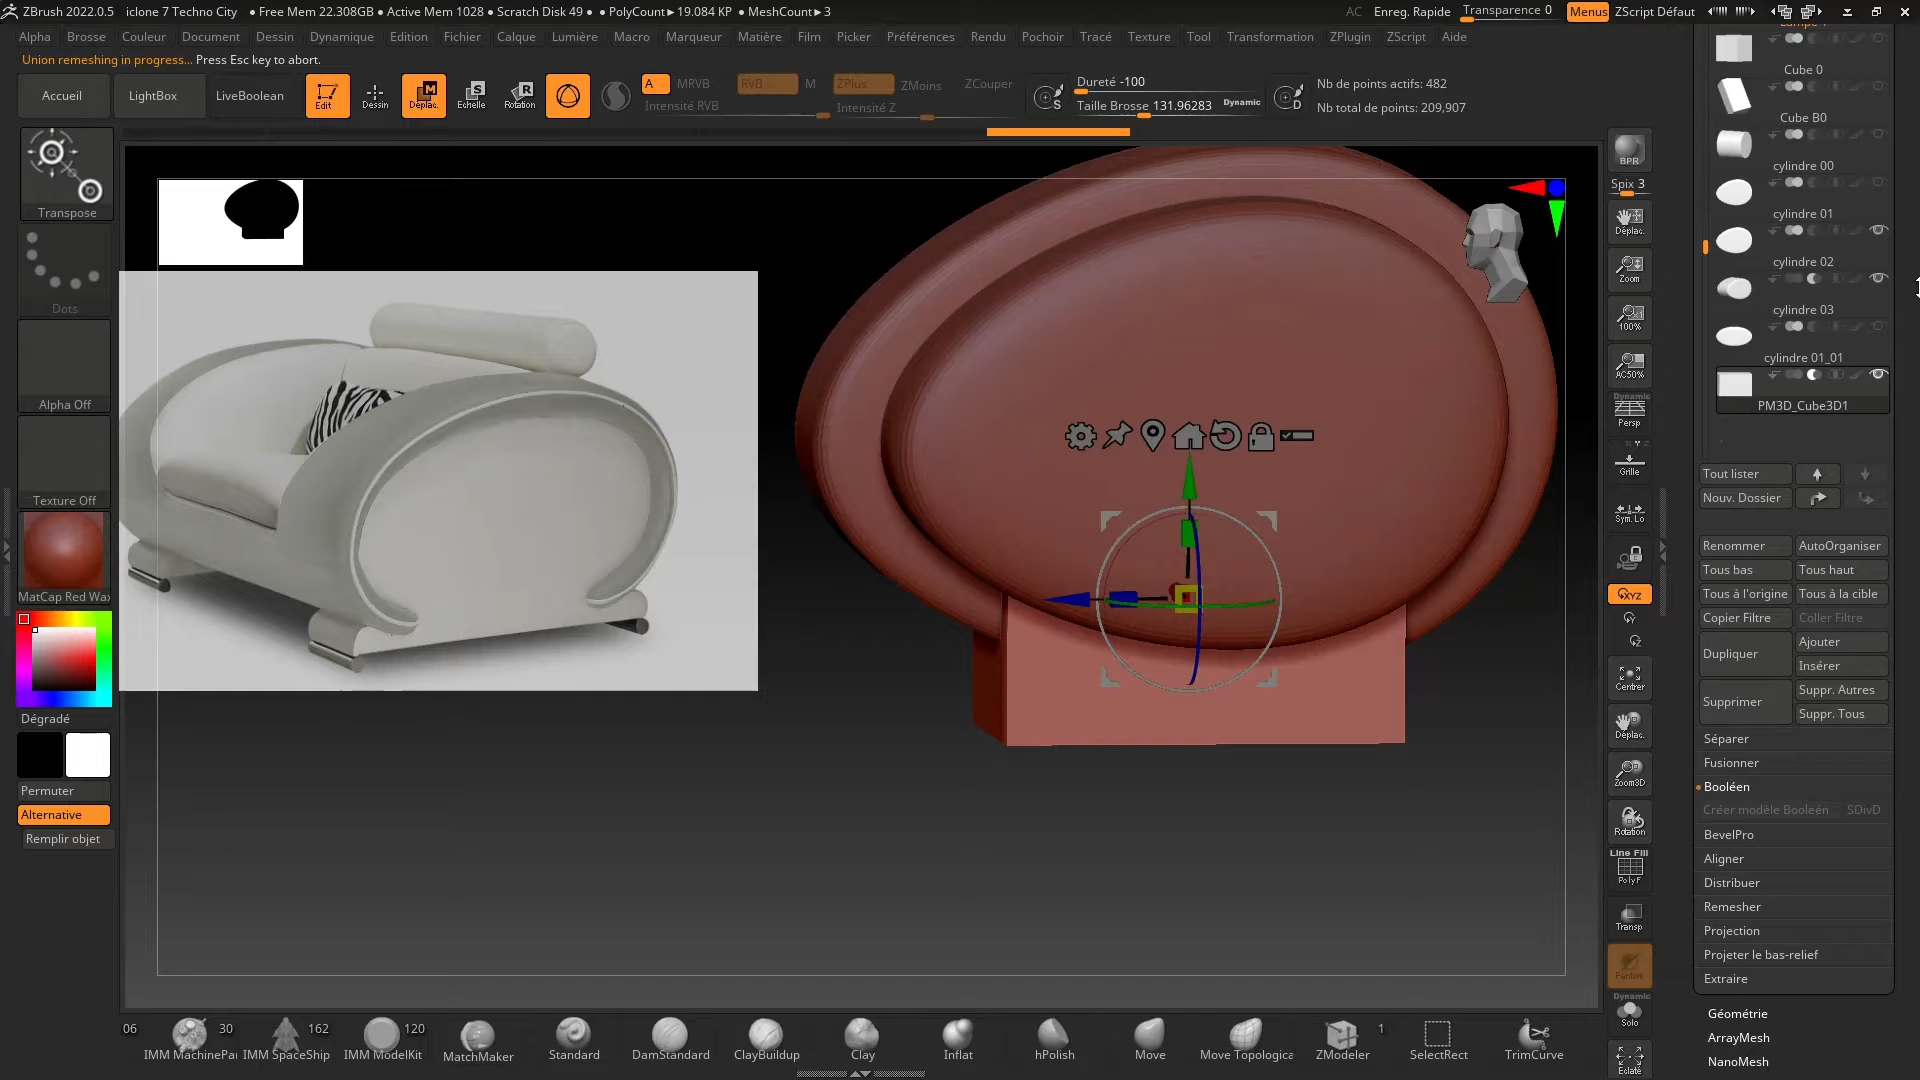 ZBrush 2022.0.5 iclone 7 Techno City • Free Mem 22.308GB • Active Mem 1028 • Scratch Disk 49 • • PolyCount▸19.084 KP • MeshCount▸3 AC Enreg. Rapide Transparence 0 Menus ZScript Défaut
Alpha Brosse Couleur Document Dessin Dynamique Edition Fichier Calque Lumière Macro Marqueur Matière Film Picker Préférences Rendu Pochoir Tracé Texture Tool Transformation ZPlugin ZScript Aide
Union remeshing in progress... Press Esc key to abort.
Accueil LightBox LiveBoolean Edit Dessin Déplac. Echelle Rotation
A MRVB RVB M ZPlus ZMoins ZCouper
Intensité RVB Intensité Z
Dureté -100
Taille Brosse 131.96283 Dynamic
Nb de points actifs: 482
Nb total de points: 209,907
Transpose
Dots
Alpha Off
Texture Off
MatCap Red Wax
Dégradé
Permuter
Alternative
Remplir objet
BPR
Spix 3
Déplac.
Zoom
100%
AC50%
Dynamic
Persp
Grille
Sym. Lo
XYZ
Centrer
Déplac.
Zoom3D
Rotation
Line Fill
PolyF
Transp
Fantom
Dynamic
Solo
Eclaté
Cube 0
Cube B0
cylindre 00
cylindre 01
cylindre 02
cylindre 03
cylindre 01_01
PM3D_Cube3D1
Tout lister
Nouv. Dossier
Renommer AutoOrganiser
Tous bas Tous haut
Tous à l'origine Tous à la cible
Copier Filtre Coller Filtre
Dupliquer Ajouter
Insérer
Supprimer Suppr. Autres
Suppr. Tous
Séparer
Fusionner
Booléen
Créer modèle Booleén SDivD
BevelPro
Aligner
Distribuer
Remesher
Projection
Projeter le bas-relief
Extraire
Géométrie
ArrayMesh
NanoMesh
06 30 162 120 1
IMM MachinePar IMM SpaceShip IMM ModelKit MatchMaker Standard DamStandard ClayBuildup Clay Inflat hPolish Move Move Topologica ZModeler SelectRect TrimCurve